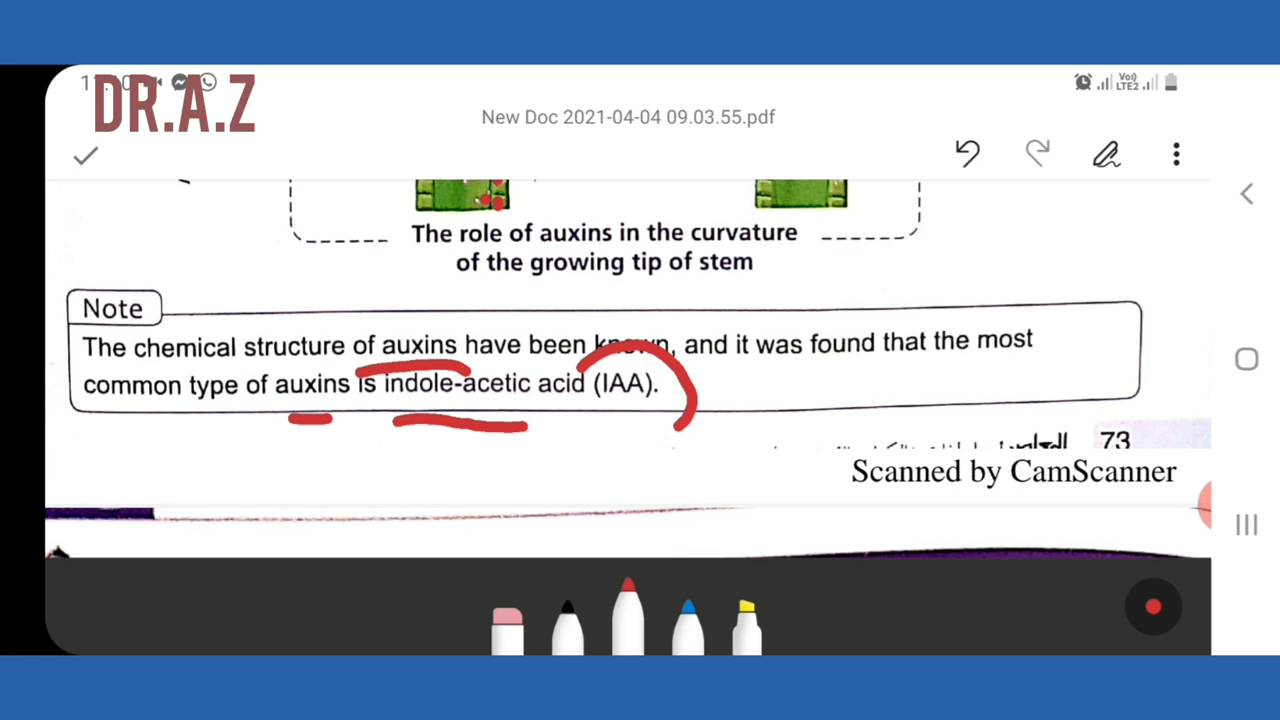 DR.A.Z
Vo))
LTE2
New Doc 2021-04-04 09.03.55.pdf
The role of auxins in the curvature
of the growing tip of stem
Note
The chemical structure of auxins have been known, and it was found that the most
common type of auxins is indole-acetic acid (IAA).
73
Scanned by CamScanner